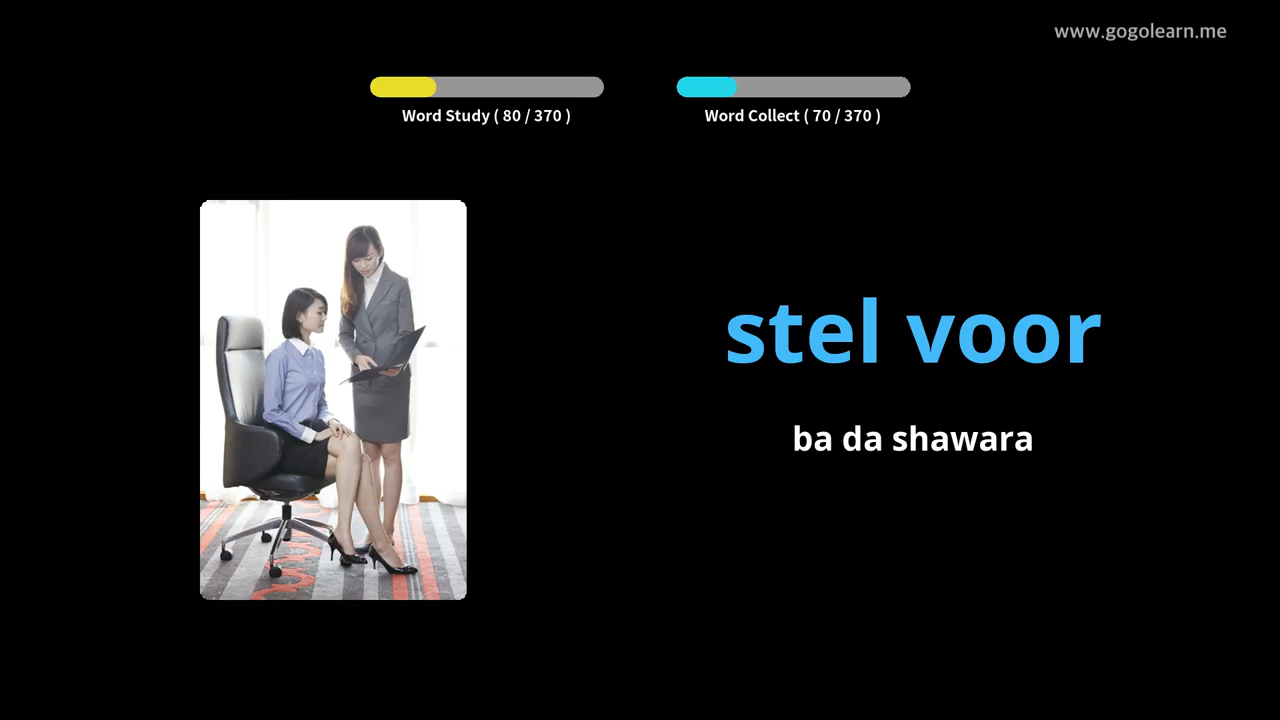 www.gogolearn.me
Word Study ( 80 / 370 )
Word Collect ( 70 / 370 )
stel voor
ba da shawara